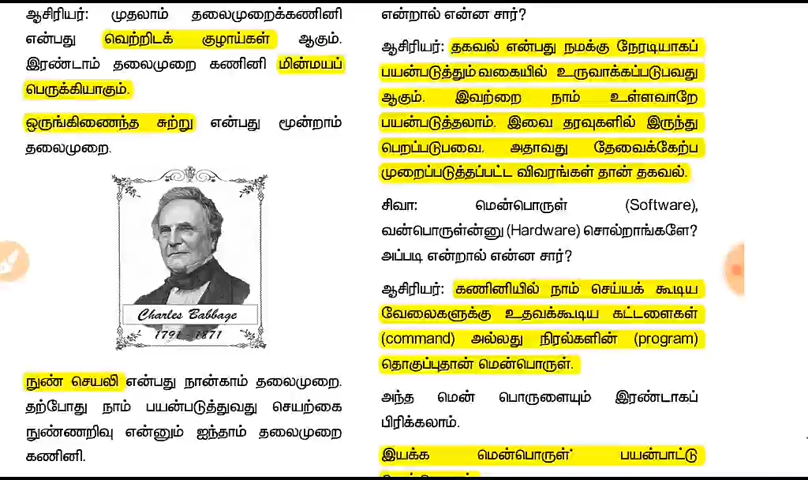 ஆசிரியர்: முதலாம் தலைமுறைக்கணினி
என்பது வெற்றிடக் குழாய்கள் ஆகும்.
இரண்டாம் தலைமுறை கணினி மின்மயப்
பெருக்கியாகும்.
ஒருங்கிணைந்த சுற்று என்பது மூன்றாம்
தலைமுறை.
Charles Babbage
1791 - 1871
நுண் செயலி என்பது நான்காம் தலைமுறை.
தற்போது நாம் பயன்படுத்துவது செயற்கை
நுண்ணறிவு என்னும் ஐந்தாம் தலைமுறை
கணினி.
என்றால் என்ன சார்?
ஆசிரியர்: தகவல் என்பது நமக்கு நேரடியாகப்
பயன்படுத்தும் வகையில் உருவாக்கப்படுபவது
ஆகும். இவற்றை நாம் உள்ளவாறே
பயன்படுத்தலாம். இவை தரவுகளில் இருந்து
பெறப்படுபவை. அதாவது தேவைக்கேற்ப
முறைப்படுத்தப்பட்ட விவரங்கள் தான் தகவல்.
சிவா: மென்பொருள் (Software),
வன்பொருள்ன்னு (Hardware) சொல்றாங்களே?
அப்படி என்றால் என்ன சார்?
ஆசிரியர்: கணினியில் நாம் செய்யக் கூடிய
வேலைகளுக்கு உதவக்கூடிய கட்டளைகள்
(command) அல்லது நிரல்களின் (program)
தொகுப்புதான் மென்பொருள்.
அந்த மென் பொருளையும் இரண்டாகப்
பிரிக்கலாம்.
இயக்க மென்பொருள் பயன்பாட்டு